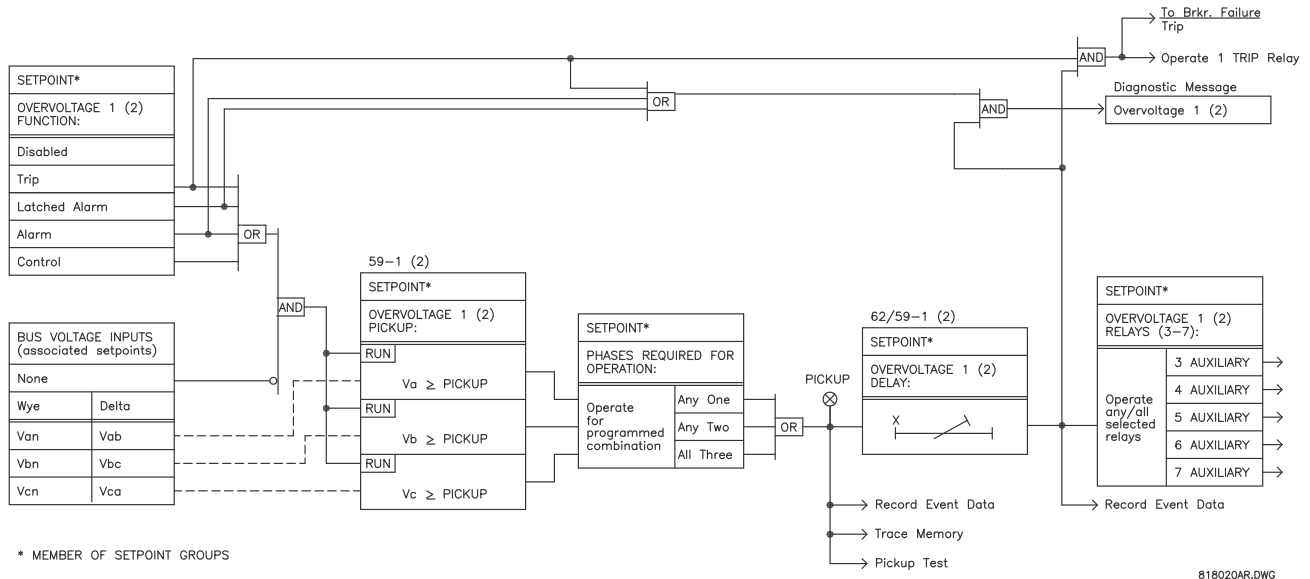 To Brkr. Failure
Trip
AND
Operate 1 TRIP Relay
SETPOINT*
OVERVOLTAGE 1 (2)
FUNCTION:
Disabled
Trip
Latched Alarm
Alarm
Control
OR
OR
AND
Diagnostic Message
Overvoltage 1 (2)
AND
BUS VOLTAGE INPUTS
(associated setpoints)
None
Wye Delta
Van Vab
Vbn Vbc
Vcn Vca
59-1 (2)
SETPOINT*
OVERVOLTAGE 1 (2)
PICKUP:
RUN
Va ≥ PICKUP
RUN
Vb ≥ PICKUP
RUN
Vc ≥ PICKUP
SETPOINT*
PHASES REQUIRED FOR
OPERATION:
Operate
for
programmed
combination
Any One
Any Two
All Three
OR
PICKUP
62/59-1 (2)
SETPOINT*
OVERVOLTAGE 1 (2)
DELAY:
X
Record Event Data
Trace Memory
Pickup Test
SETPOINT*
OVERVOLTAGE 1 (2)
RELAYS (3-7):
Operate
any/all
selected
relays
3 AUXILIARY
4 AUXILIARY
5 AUXILIARY
6 AUXILIARY
7 AUXILIARY
Record Event Data
* MEMBER OF SETPOINT GROUPS
818020AR.DWG